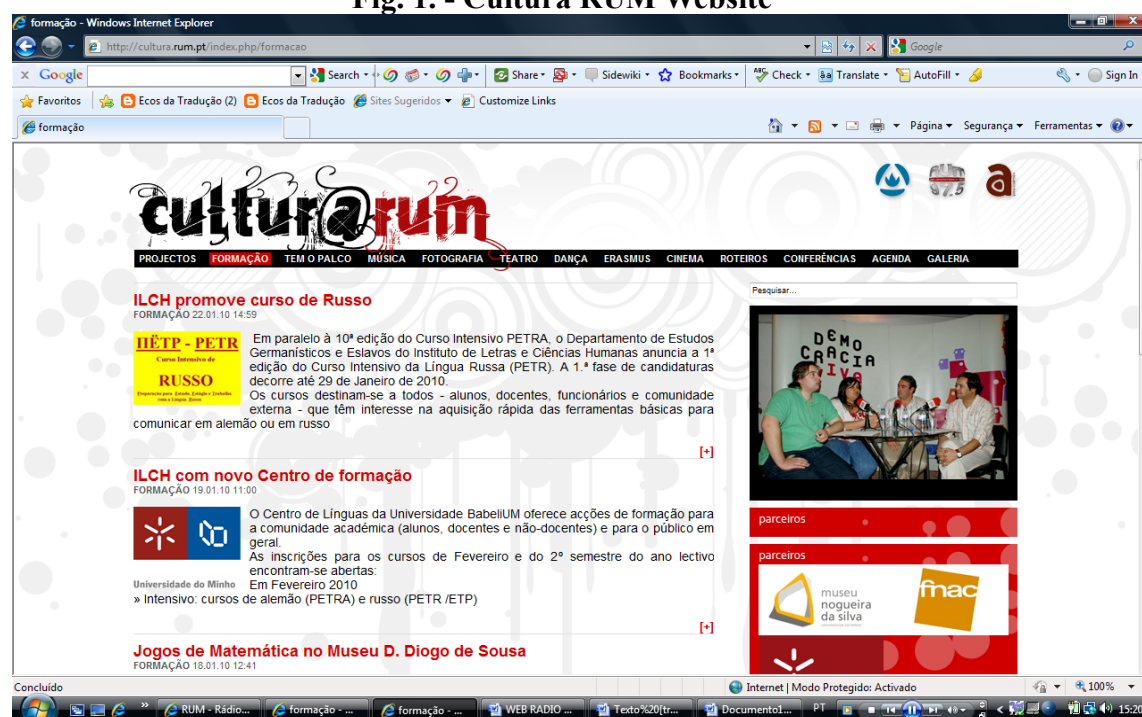 Fig. 1. - Cultura RUM Website
formação - Windows Internet Explorer
http://cultura.rum.pt/index.php/formacao
Google
x Google
Search
Share
Sidewiki
Bookmarks
Check
Translate
AutoFill
Sign In
Favoritos
Ecos da Tradução (2)
Ecos da Tradução
Sites Sugeridos
Customize Links
formação
Página
Segurança
Ferramentas
cultur@rum
RUM
97.5
a
PROJECTOS FORMAÇÃO TEM O PALCO MÚSICA FOTOGRAFIA TEATRO DANÇA ERASMUS CINEMA ROTEIROS CONFERÊNCIAS AGENDA GALERIA
ILCH promove curso de Russo
FORMAÇÃO 22.01.10 14:59
ПЁТР - PETR
Curso Intensivo de
RUSSO
Em paralelo à 10ª edição do Curso Intensivo PETRA, o Departamento de Estudos
Germanísticos e Eslavos do Instituto de Letras e Ciências Humanas anuncia a 1ª
edição do Curso Intensivo da Língua Russa (PETR). A 1.ª fase de candidaturas
decorre até 29 de Janeiro de 2010.
Os cursos destinam-se a todos - alunos, docentes, funcionários e comunidade
externa - que têm interesse na aquisição rápida das ferramentas básicas para
comunicar em alemão ou em russo
[+]
ILCH com novo Centro de formação
FORMAÇÃO 19.01.10 11:00
Universidade do Minho
O Centro de Línguas da Universidade BabeliUM oferece acções de formação para
a comunidade académica (alunos, docentes e não-docentes) e para o público em
geral.
As inscrições para os cursos de Fevereiro e do 2º semestre do ano lectivo
encontram-se abertas:
Em Fevereiro 2010
» Intensivo: cursos de alemão (PETRA) e russo (PETR /ETP)
[+]
Jogos de Matemática no Museu D. Diogo de Sousa
FORMAÇÃO 18.01.10 12:41
Pesquisar...
DEMO
CRACIA
IVA
parceiros
parceiros
museu
nogueira
da silva
fnac
Concluído
Internet | Modo Protegido: Activado
100%
RUM - Rádio...
formação - ...
formação - ...
WEB RADIO ...
Texto%20[tr...
Documento1...
PT
15:20